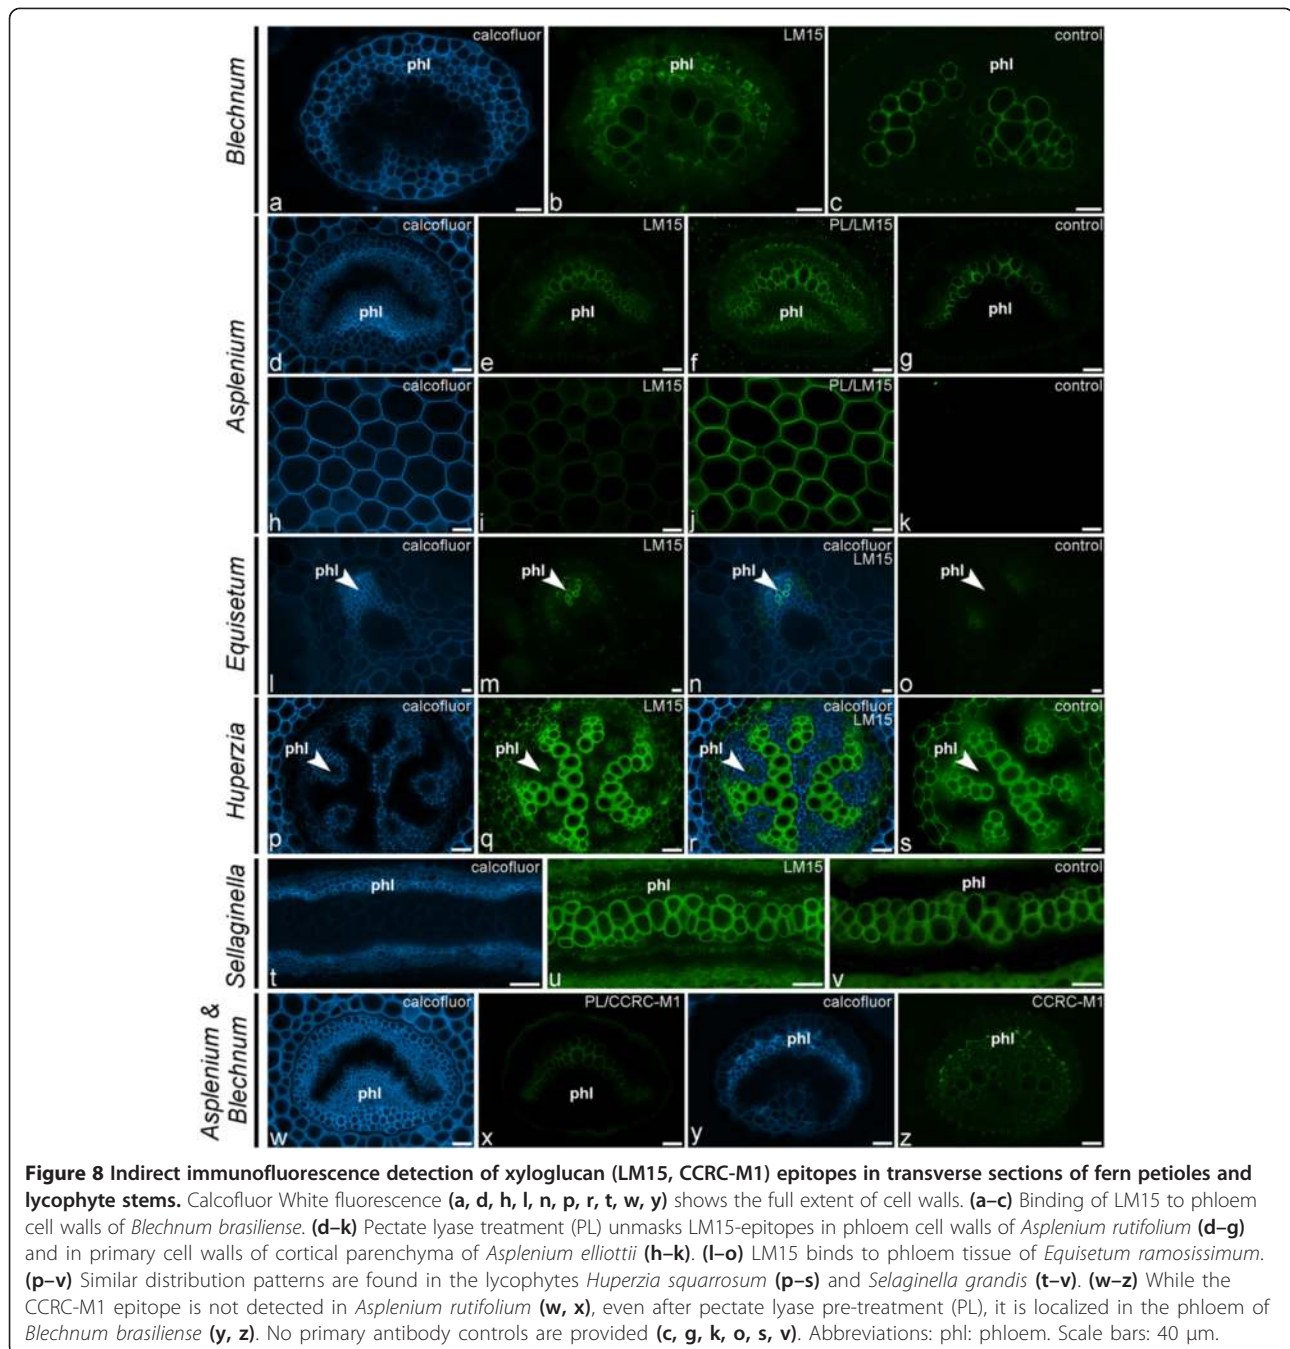 Blechnum
calcofluor
phl
a
LM15
phl
b
control
phl
c
Asplenium
calcofluor
phl
d
LM15
phl
e
PL/LM15
phl
f
control
phl
g
calcofluor
h
LM15
i
PL/LM15
j
control
k
Equisetum
calcofluor
phl
l
LM15
phl
m
calcofluor
LM15
phl
n
control
phl
o
Huperzia
calcofluor
phl
p
LM15
phl
q
calcofluor
LM15
phl
r
control
phl
s
Sellaginella
calcofluor
phl
t
LM15
phl
u
control
phl
v
Asplenium &
Blechnum
calcofluor
phl
w
PL/CCRC-M1
phl
x
calcofluor
phl
y
CCRC-M1
phl
z
Figure 8 Indirect immunofluorescence detection of xyloglucan (LM15, CCRC-M1) epitopes in transverse sections of fern petioles and
lycophyte stems. Calcofluor White fluorescence (a, d, h, l, n, p, r, t, w, y) shows the full extent of cell walls. (a–c) Binding of LM15 to phloem
cell walls of Blechnum brasiliense. (d–k) Pectate lyase treatment (PL) unmasks LM15-epitopes in phloem cell walls of Asplenium rutifolium (d–g)
and in primary cell walls of cortical parenchyma of Asplenium elliottii (h–k). (l–o) LM15 binds to phloem tissue of Equisetum ramosissimum.
(p–v) Similar distribution patterns are found in the lycophytes Huperzia squarrosum (p–s) and Selaginella grandis (t–v). (w–z) While the
CCRC-M1 epitope is not detected in Asplenium rutifolium (w, x), even after pectate lyase pre-treatment (PL), it is localized in the phloem of
Blechnum brasiliense (y, z). No primary antibody controls are provided (c, g, k, o, s, v). Abbreviations: phl: phloem. Scale bars: 40 μm.